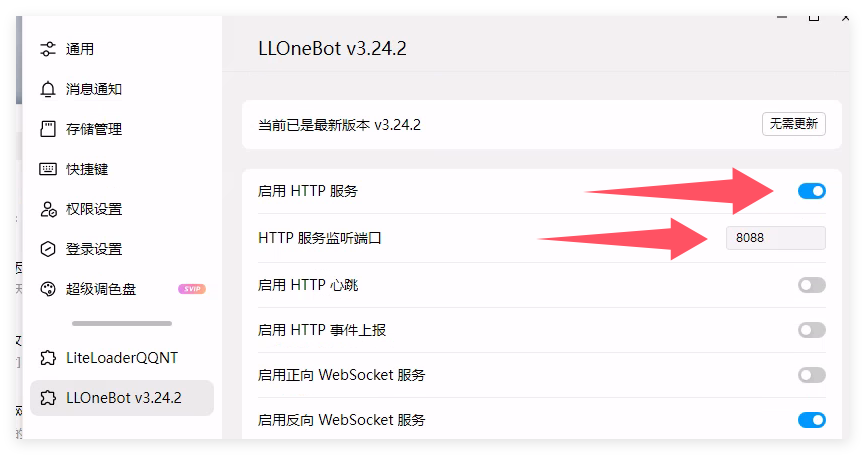 通用
消息通知
存储管理
快捷键
权限设置
登录设置
超级调色盘 SVIP
LiteLoaderQQNT
LLOneBot v3.24.2
LLOneBot v3.24.2
当前已是最新版本 v3.24.2 无需更新
启用 HTTP 服务
HTTP 服务监听端口 8088
启用 HTTP 心跳
启用 HTTP 事件上报
启用正向 WebSocket 服务
启用反向 WebSocket 服务